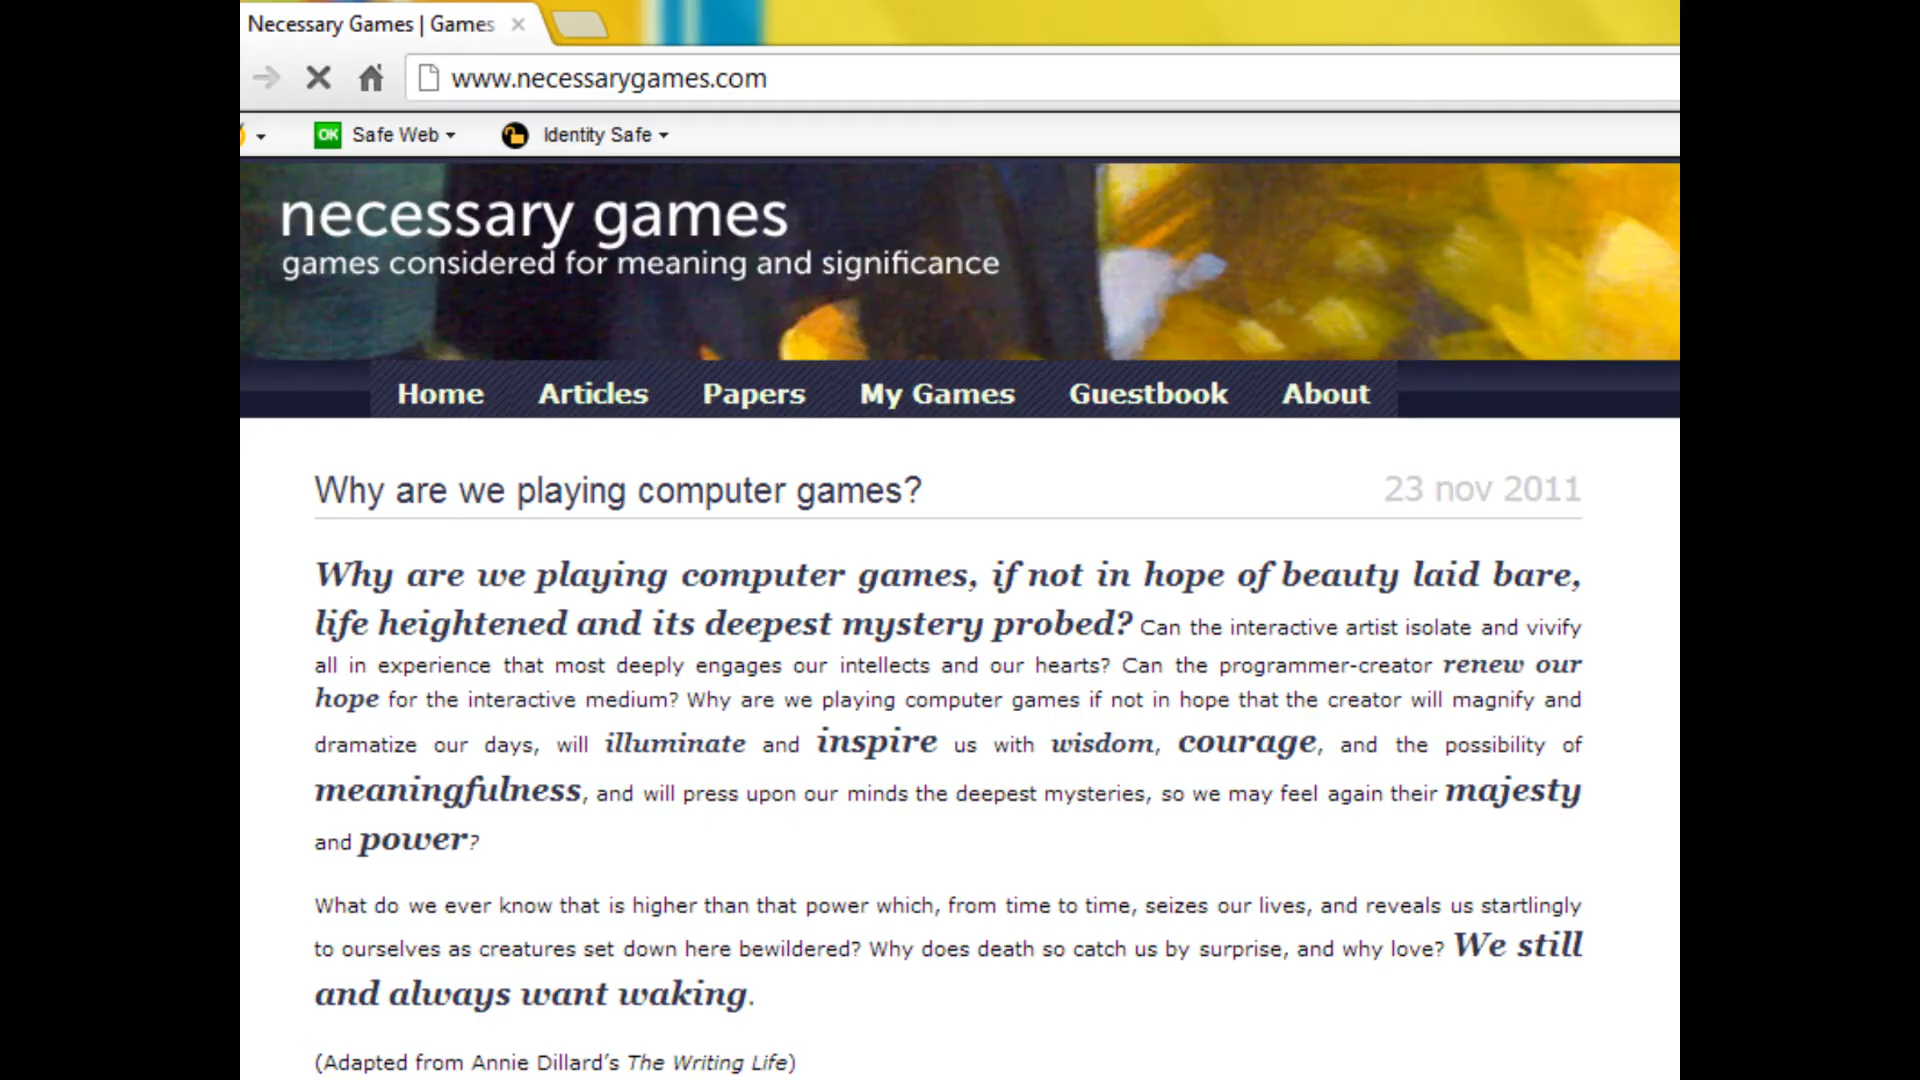 Necessary Games | Games
www.necessarygames.com
OK Safe Web Identity Safe
necessary games
games considered for meaning and significance
Home Articles Papers My Games Guestbook About
Why are we playing computer games? 23 nov 2011
Why are we playing computer games, if not in hope of beauty laid bare,
life heightened and its deepest mystery probed? Can the interactive artist isolate and vivify
all in experience that most deeply engages our intellects and our hearts? Can the programmer-creator renew our
hope for the interactive medium? Why are we playing computer games if not in hope that the creator will magnify and
dramatize our days, will illuminate and inspire us with wisdom, courage, and the possibility of
meaningfulness, and will press upon our minds the deepest mysteries, so we may feel again their majesty
and power?
What do we ever know that is higher than that power which, from time to time, seizes our lives, and reveals us startlingly
to ourselves as creatures set down here bewildered? Why does death so catch us by surprise, and why love? We still
and always want waking.
(Adapted from Annie Dillard’s The Writing Life)